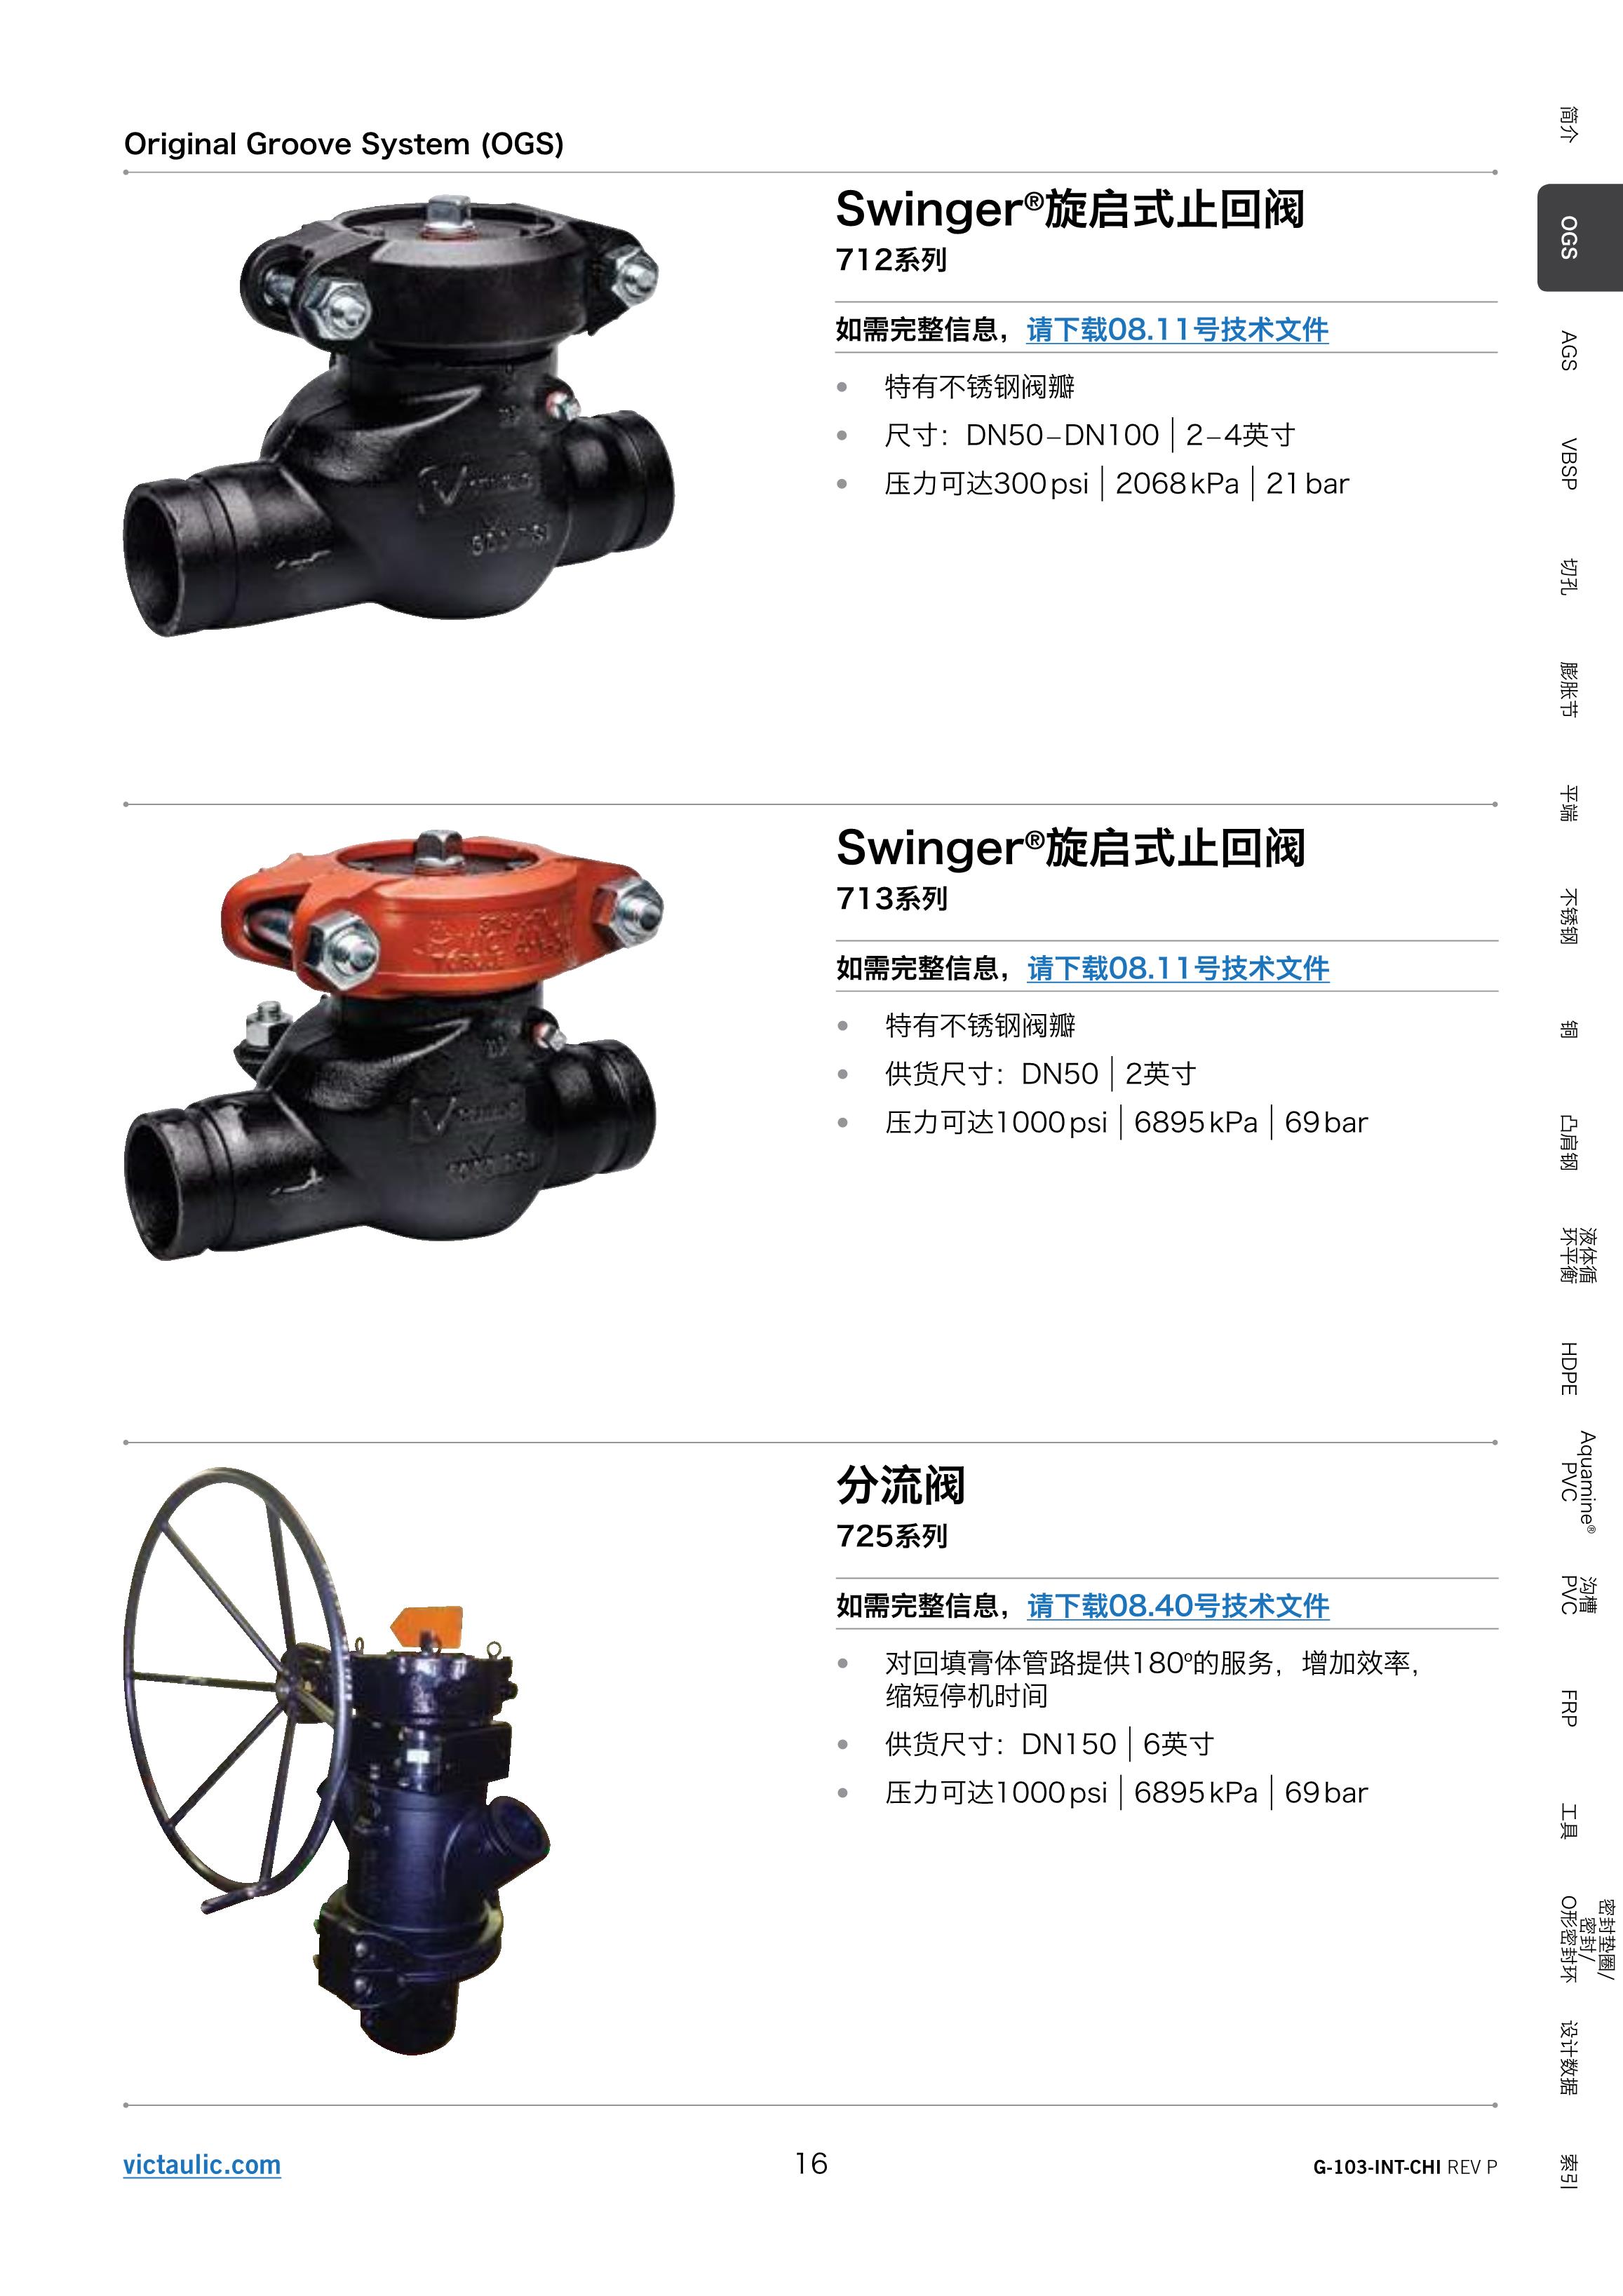 Original Groove System (OGS)
Swinger®旋启式止回阀
712系列
如需完整信息，请下载08.11号技术文件
特有不锈钢阀瓣
尺寸：DN50–DN100 | 2–4英寸
压力可达300 psi | 2068 kPa | 21 bar
Swinger®旋启式止回阀
713系列
如需完整信息，请下载08.11号技术文件
特有不锈钢阀瓣
供货尺寸：DN50 | 2英寸
压力可达1000 psi | 6895 kPa | 69 bar
分流阀
725系列
如需完整信息，请下载08.40号技术文件
对回填膏体管路提供180º的服务，增加效率，
缩短停机时间
供货尺寸：DN150 | 6英寸
压力可达1000 psi | 6895 kPa | 69 bar
victaulic.com
16
G-103-INT-CHI REV P
简介
OGS
AGS
VBSP
切孔
膨胀节
平端
不锈钢
铜
凸肩钢
液体循
环平衡
HDPE
Aquamine®
PVC
沟槽
PVC
FRP
工具
密封垫圈/
密封/
O形密封环
设计数据
索引